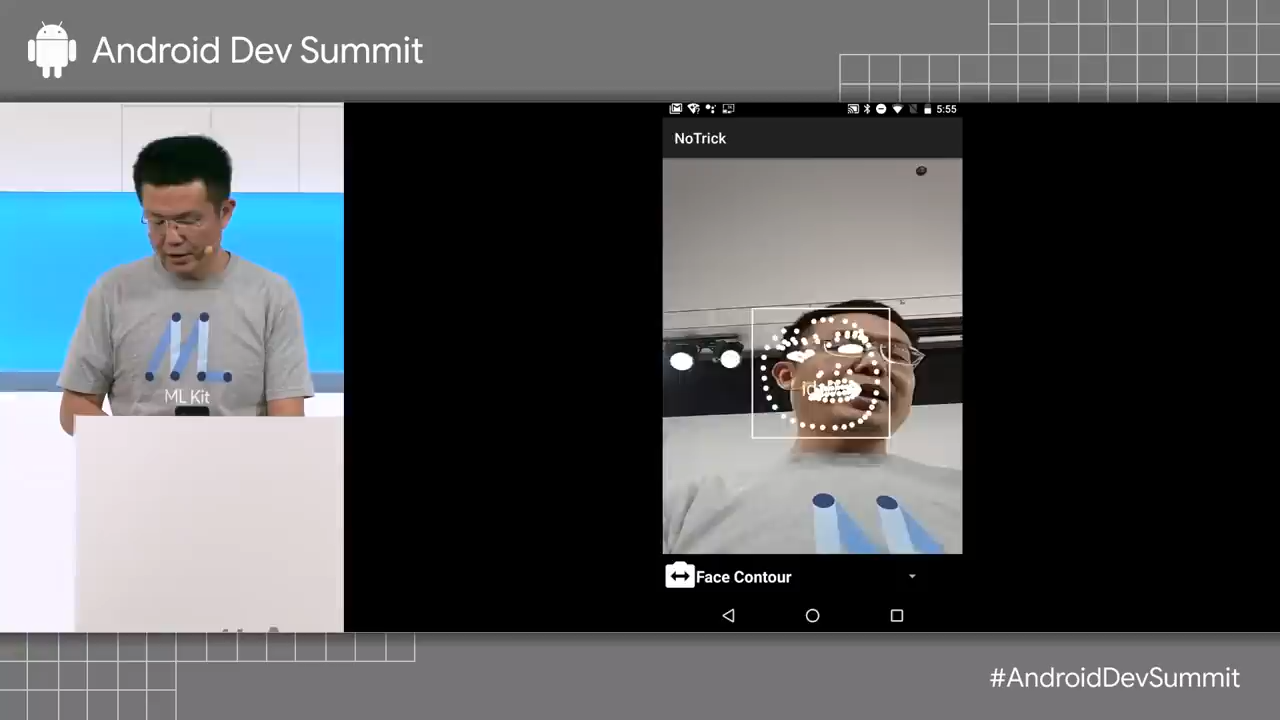 Android Dev Summit
5:55
NoTrick
ML Kit
Face Contour
#AndroidDevSummit